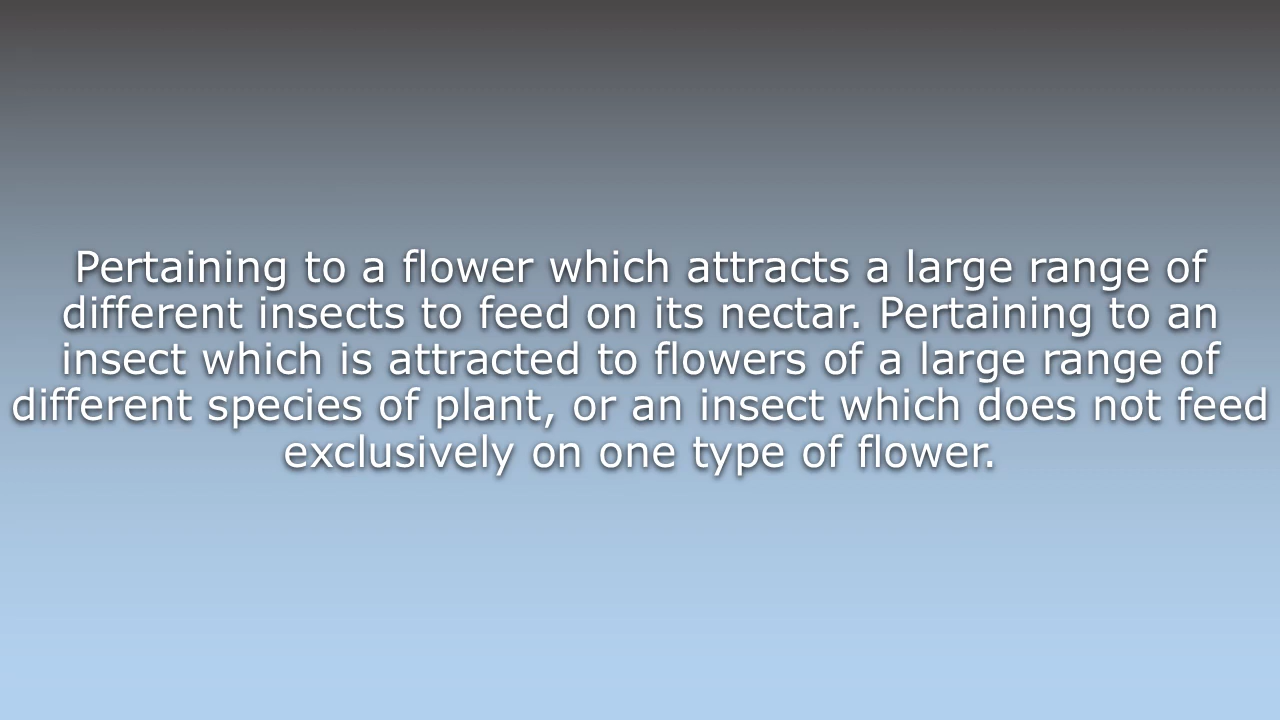 Pertaining to a flower which attracts a large range of
different insects to feed on its nectar. Pertaining to an
insect which is attracted to flowers of a large range of
different species of plant, or an insect which does not feed
exclusively on one type of flower.